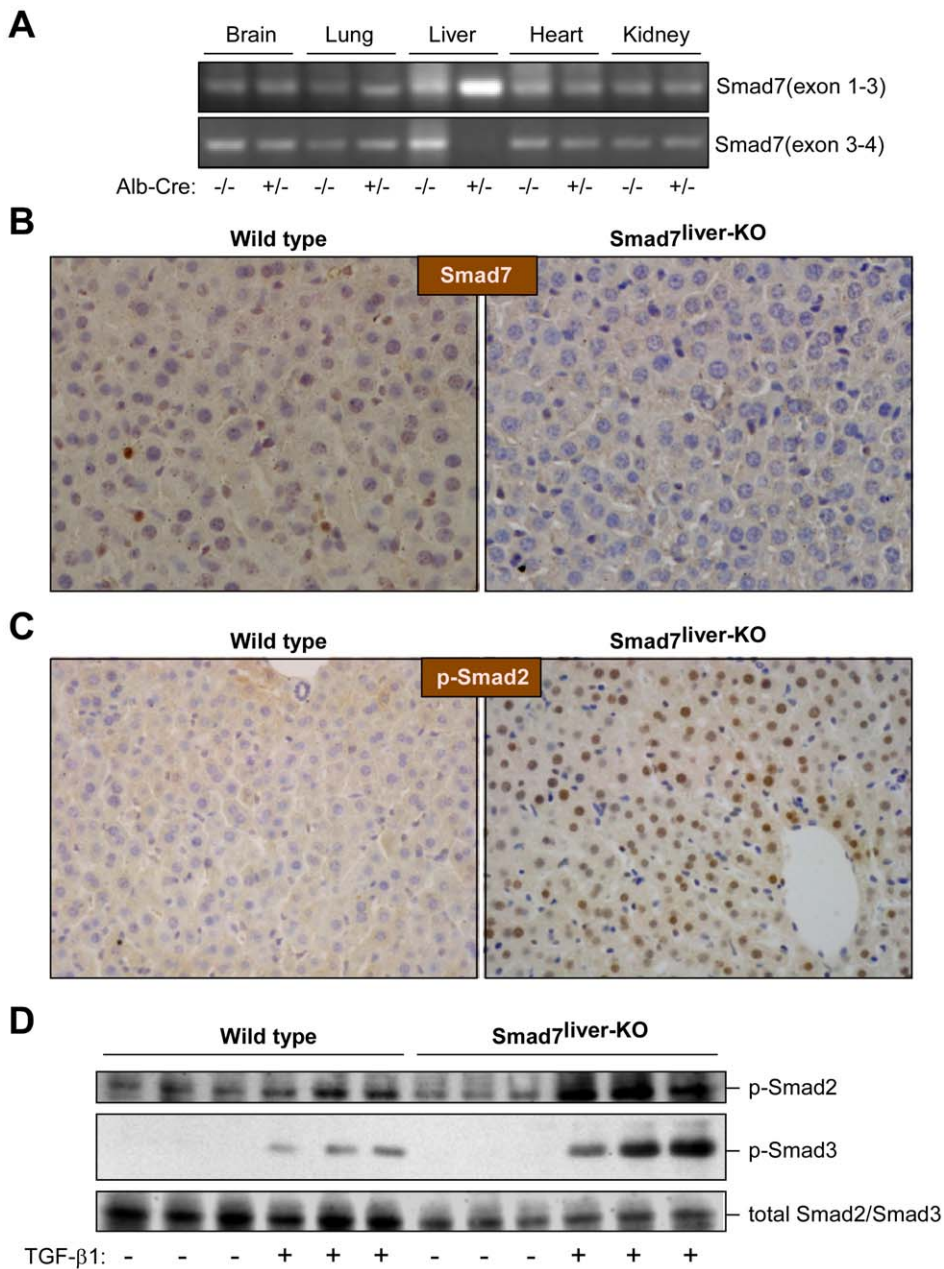 A
Brain Lung Liver Heart Kidney
Smad7(exon 1-3)
Smad7(exon 3-4)
Alb-Cre: -/- +/- -/- +/- -/- +/- -/- +/- -/- +/-
B
Wild type Smad7liver-KO
Smad7
C
Wild type Smad7liver-KO
p-Smad2
D
Wild type Smad7liver-KO
p-Smad2
p-Smad3
total Smad2/Smad3
TGF-β1: - - - + + + - - - + + +